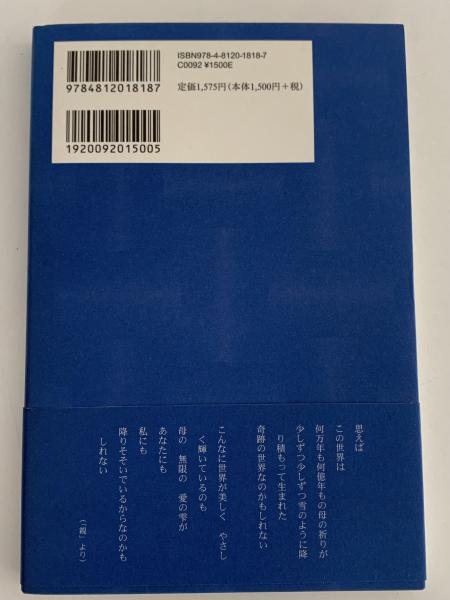 ISBN978-4-8120-1818-7
C0092 ¥1500E
定価1,575円(本体1,500円+税)
9784812018187
1920092015005
思えば
この世界は
何万年も何億年もの母の祈りが
少しずつ少しずつ雪のように降
り積もって生まれた
奇跡の世界なのかもしれない
こんなに世界が美しく やさし
く輝いているのも
母の 無限の 愛の雫が
あなたにも
私にも
降りそそいでいるからなのかも
しれない
(「親」より)